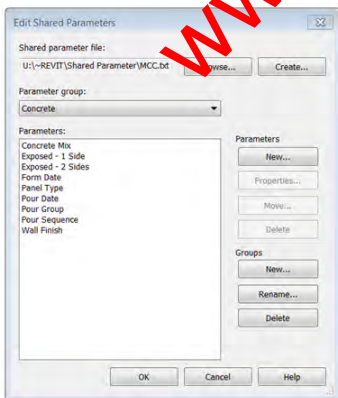 Edit Shared Parameters
Shared parameter file:
U:\~REVIT\Shared Parameter\MCC.txt
Browse...
Create...
Parameter group:
Concrete
Parameters:
Concrete Mix
Exposed - 1 Side
Exposed - 2 Sides
Form Date
Panel Type
Pour Date
Pour Group
Pour Sequence
Wall Finish
Parameters
New...
Properties...
Move...
Delete
Groups
New...
Rename...
Delete
OK
Cancel
Help